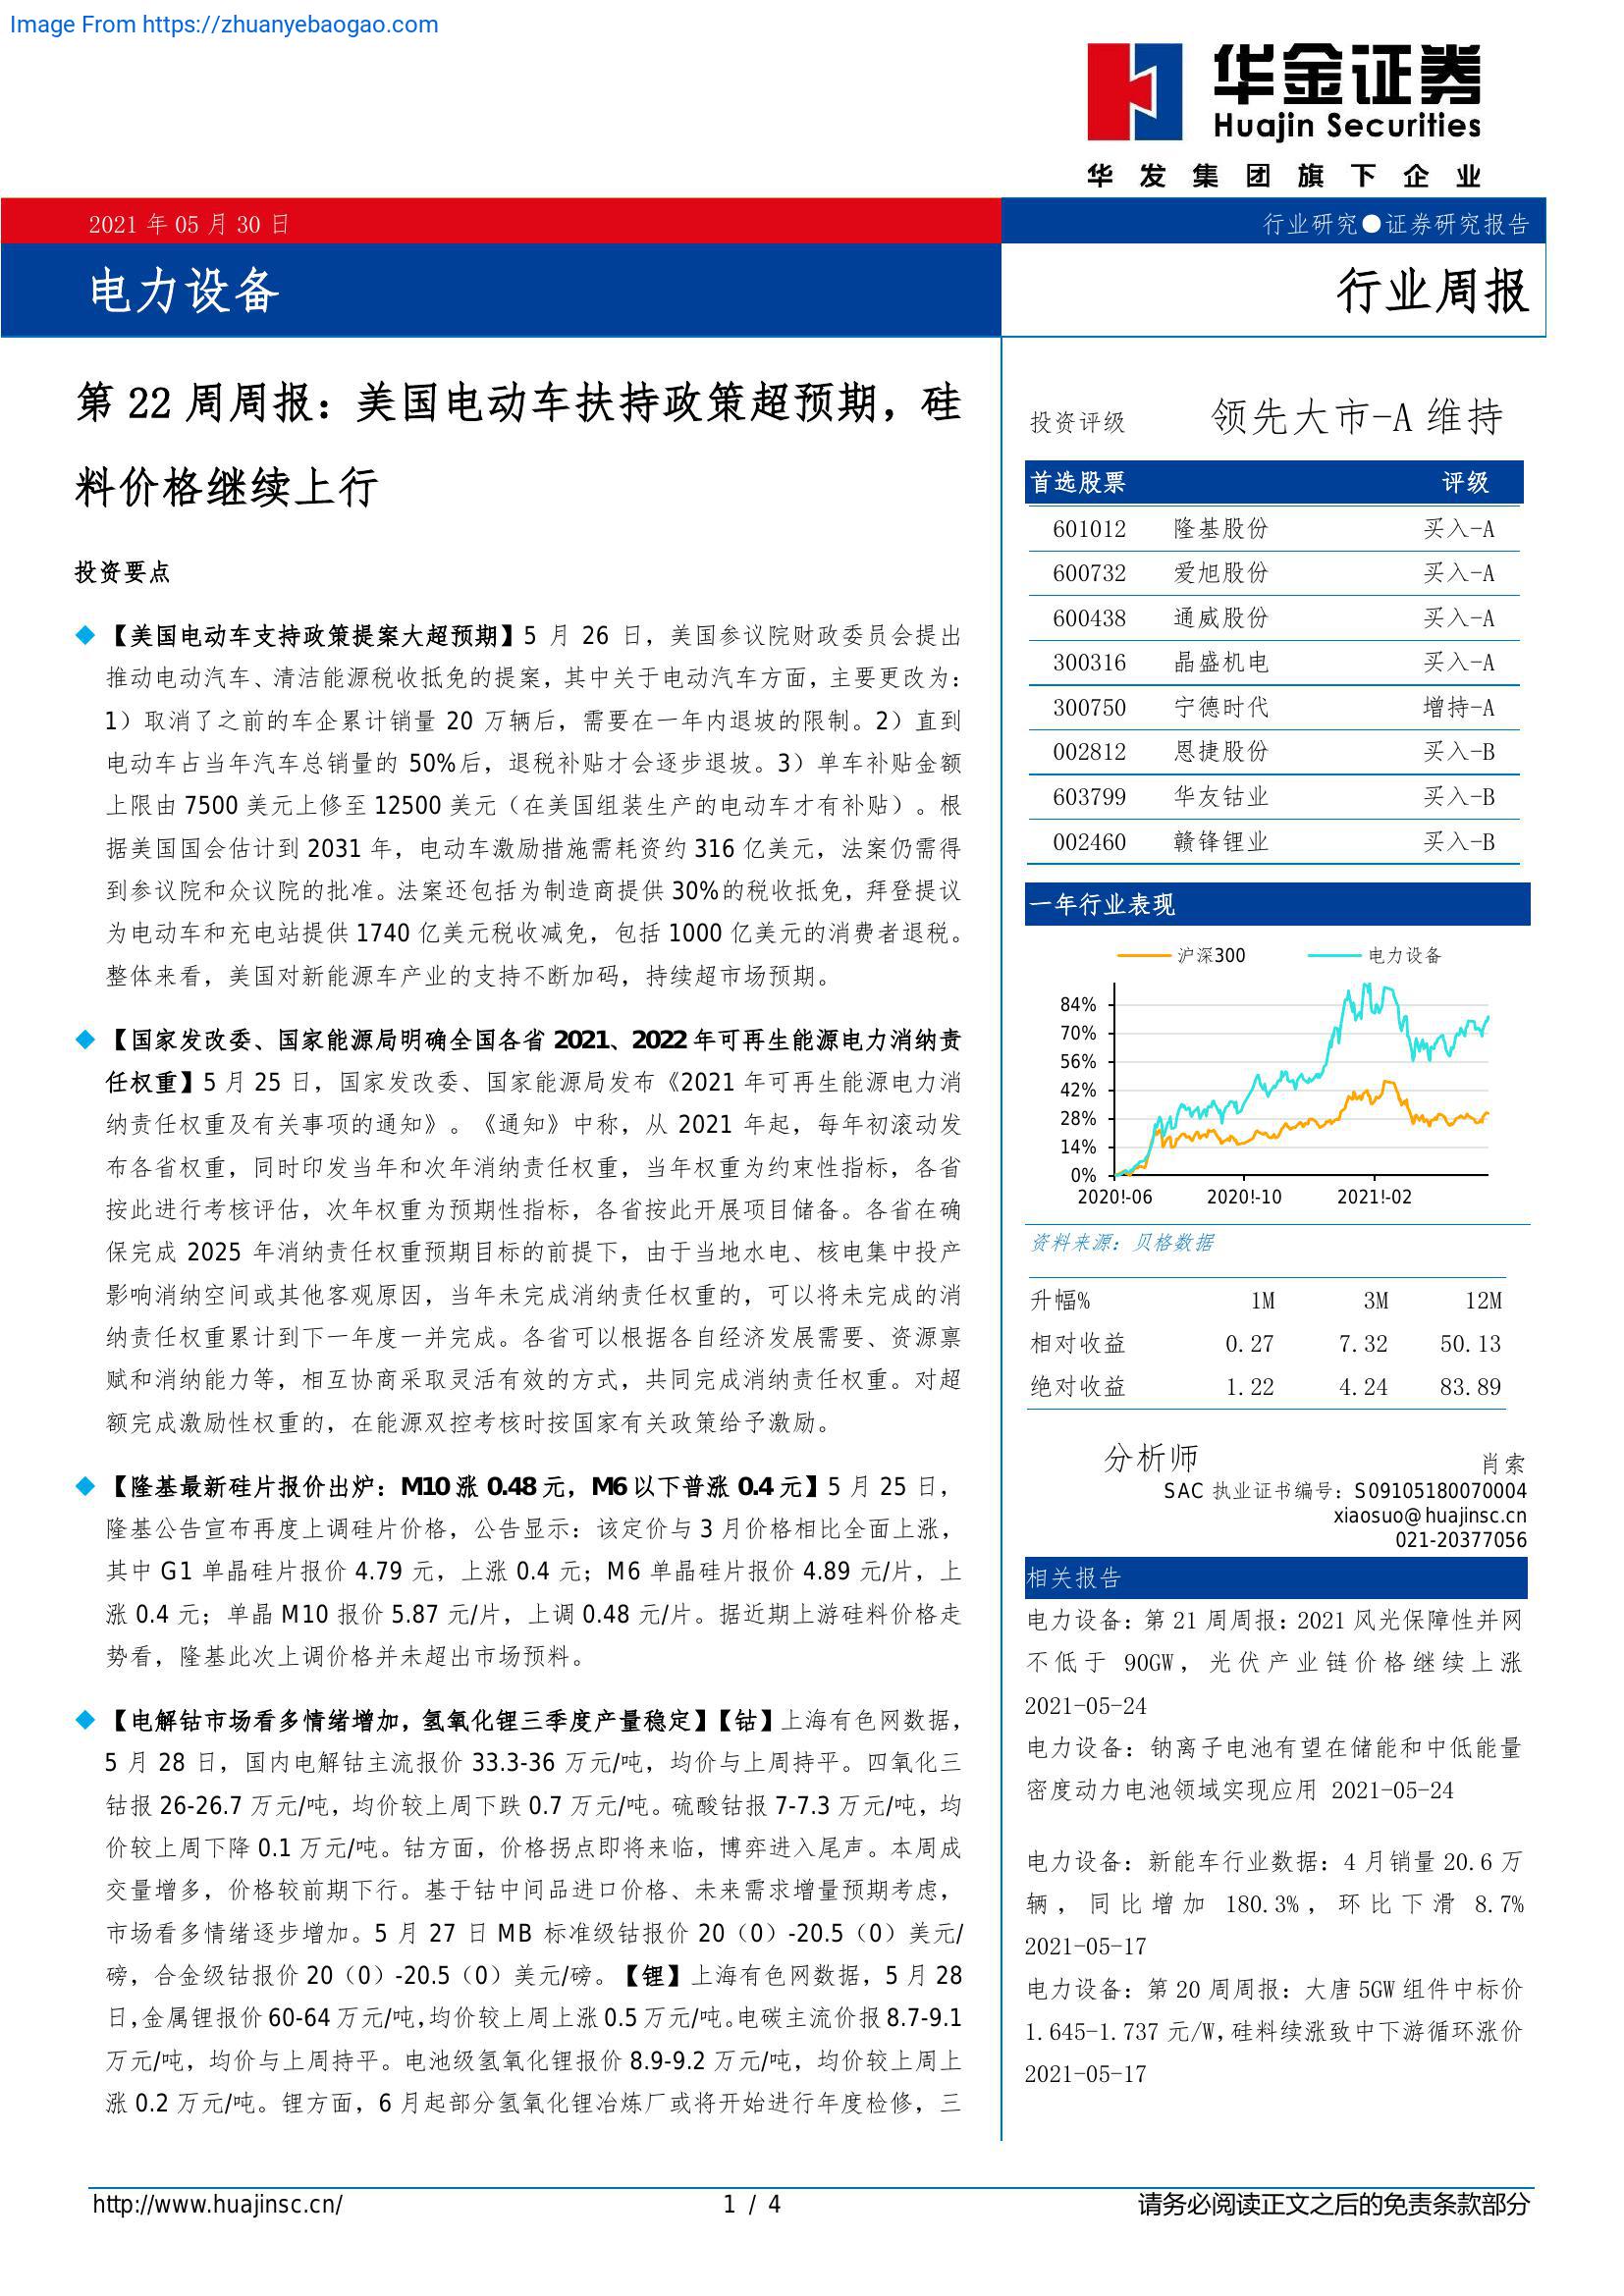 Image From https://zhuanyebaogao.com
华金证券
Huajin Securities
华发集团旗下企业
2021 年 05 月 30 日
行业研究●证券研究报告
电力设备
行业周报
第 22 周周报：美国电动车扶持政策超预期，硅
料价格继续上行
投资要点
◆ 【美国电动车支持政策提案大超预期】5 月 26 日，美国参议院财政委员会提出
推动电动汽车、清洁能源税收抵免的提案，其中关于电动汽车方面，主要更改为：
1）取消了之前的车企累计销量 20 万辆后，需要在一年内退坡的限制。2）直到
电动车占当年汽车总销量的 50%后，退税补贴才会逐步退坡。3）单车补贴金额
上限由 7500 美元上修至 12500 美元（在美国组装生产的电动车才有补贴）。根
据美国国会估计到 2031 年，电动车激励措施需耗资约 316 亿美元，法案仍需得
到参议院和众议院的批准。法案还包括为制造商提供 30%的税收抵免，拜登提议
为电动车和充电站提供 1740 亿美元税收减免，包括 1000 亿美元的消费者退税。
整体来看，美国对新能源车产业的支持不断加码，持续超市场预期。
◆ 【国家发改委、国家能源局明确全国各省 2021、2022 年可再生能源电力消纳责
任权重】5 月 25 日，国家发改委、国家能源局发布《2021 年可再生能源电力消
纳责任权重及有关事项的通知》。《通知》中称，从 2021 年起，每年初滚动发
布各省权重，同时印发当年和次年消纳责任权重，当年权重为约束性指标，各省
按此进行考核评估，次年权重为预期性指标，各省按此开展项目储备。各省在确
保完成 2025 年消纳责任权重预期目标的前提下，由于当地水电、核电集中投产
影响消纳空间或其他客观原因，当年未完成消纳责任权重的，可以将未完成的消
纳责任权重累计到下一年度一并完成。各省可以根据各自经济发展需要、资源禀
赋和消纳能力等，相互协商采取灵活有效的方式，共同完成消纳责任权重。对超
额完成激励性权重的，在能源双控考核时按国家有关政策给予激励。
◆ 【隆基最新硅片报价出炉：M10 涨 0.48 元，M6 以下普涨 0.4 元】5 月 25 日，
隆基公告宣布再度上调硅片价格，公告显示：该定价与 3 月价格相比全面上涨，
其中 G1 单晶硅片报价 4.79 元，上涨 0.4 元；M6 单晶硅片报价 4.89 元/片，上
涨 0.4 元；单晶 M10 报价 5.87 元/片，上调 0.48 元/片。据近期上游硅料价格走
势看，隆基此次上调价格并未超出市场预料。
◆ 【电解钴市场看多情绪增加，氢氧化锂三季度产量稳定】【钴】上海有色网数据，
5 月 28 日，国内电解钴主流报价 33.3-36 万元/吨，均价与上周持平。四氧化三
钴报 26-26.7 万元/吨，均价较上周下跌 0.7 万元/吨。硫酸钴报 7-7.3 万元/吨，均
价较上周下降 0.1 万元/吨。钴方面，价格拐点即将来临，博弈进入尾声。本周成
交量增多，价格较前期下行。基于钴中间品进口价格、未来需求增量预期考虑，
市场看多情绪逐步增加。5 月 27 日 MB 标准级钴报价 20（0）-20.5（0）美元/
磅，合金级钴报价 20（0）-20.5（0）美元/磅。【锂】上海有色网数据，5 月 28
日，金属锂报价 60-64 万元/吨，均价较上周上涨 0.5 万元/吨。电碳主流价报 8.7-9.1
万元/吨，均价与上周持平。电池级氢氧化锂报价 8.9-9.2 万元/吨，均价较上周上
涨 0.2 万元/吨。锂方面，6 月起部分氢氧化锂冶炼厂或将开始进行年度检修，三
投资评级 领先大市-A 维持
首选股票 评级
601012 隆基股份 买入-A
600732 爱旭股份 买入-A
600438 通威股份 买入-A
300316 晶盛机电 买入-A
300750 宁德时代 增持-A
002812 恩捷股份 买入-B
603799 华友钴业 买入-B
002460 赣锋锂业 买入-B
一年行业表现
沪深300 电力设备
84%
70%
56%
42%
28%
14%
0%
2020!-06 2020!-10 2021!-02
资料来源：贝格数据
升幅% 1M 3M 12M
相对收益 0.27 7.32 50.13
绝对收益 1.22 4.24 83.89
分析师 肖索
SAC 执业证书编号：S09105180070004
xiaosuo@huajinsc.cn
021-20377056
相关报告
电力设备：第 21 周周报：2021 风光保障性并网
不低于 90GW，光伏产业链价格继续上涨
2021-05-24
电力设备：钠离子电池有望在储能和中低能量
密度动力电池领域实现应用 2021-05-24
电力设备：新能车行业数据：4 月销量 20.6 万
辆，同比增加 180.3%，环比下滑 8.7%
2021-05-17
电力设备：第 20 周周报：大唐 5GW 组件中标价
1.645-1.737 元/W，硅料续涨致中下游循环涨价
2021-05-17
http://www.huajinsc.cn/ 1 / 4 请务必阅读正文之后的免责条款部分